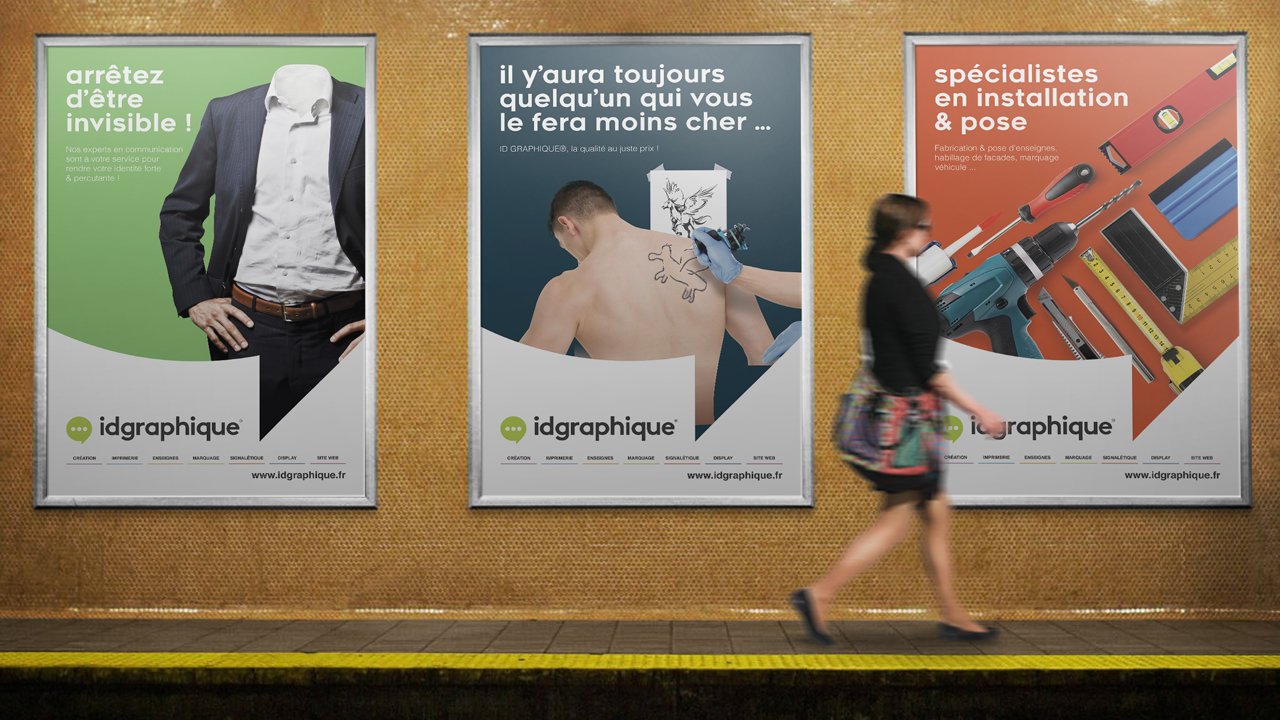 arrêtez
d'être
invisible !
Nos experts en communication
sont à votre service pour
rendre votre identité forte
& percutante !
idgraphique®
CRÉATION IMPRIMERIE ENSEIGNES MARQUAGE SIGNALÉTIQUE DISPLAY SITE WEB
www.idgraphique.fr
il y'aura toujours
quelqu'un qui vous
le fera moins cher ...
ID GRAPHIQUE®, la qualité au juste prix !
idgraphique®
CRÉATION IMPRIMERIE ENSEIGNES MARQUAGE SIGNALÉTIQUE DISPLAY SITE WEB
www.idgraphique.fr
spécialistes
en installation
& pose
Fabrication & pose d'enseignes,
habillage de facades, marquage
véhicule ...
idgraphique®
CRÉATION IMPRIMERIE ENSEIGNES MARQUAGE SIGNALÉTIQUE DISPLAY SITE WEB
www.idgraphique.fr